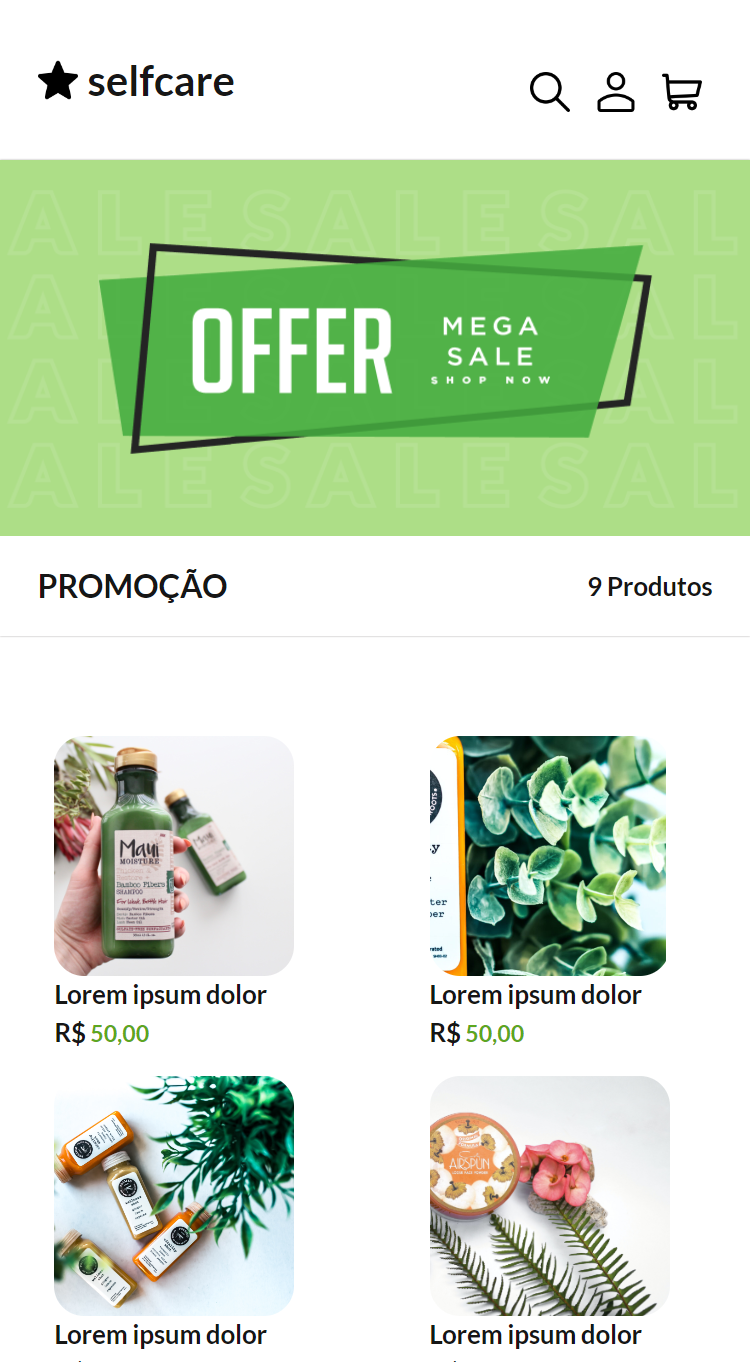 selfcare
ALESALESALESAL
OFFER
MEGA
SALE
SHOP NOW
PROMOÇÃO
9 Produtos
Maui
MOISTURE
Bamboo Fibers
SHAMPOO
Lorem ipsum dolor
R$ 50,00
Lorem ipsum dolor
R$ 50,00
AIRSPUN
Lorem ipsum dolor
Lorem ipsum dolor